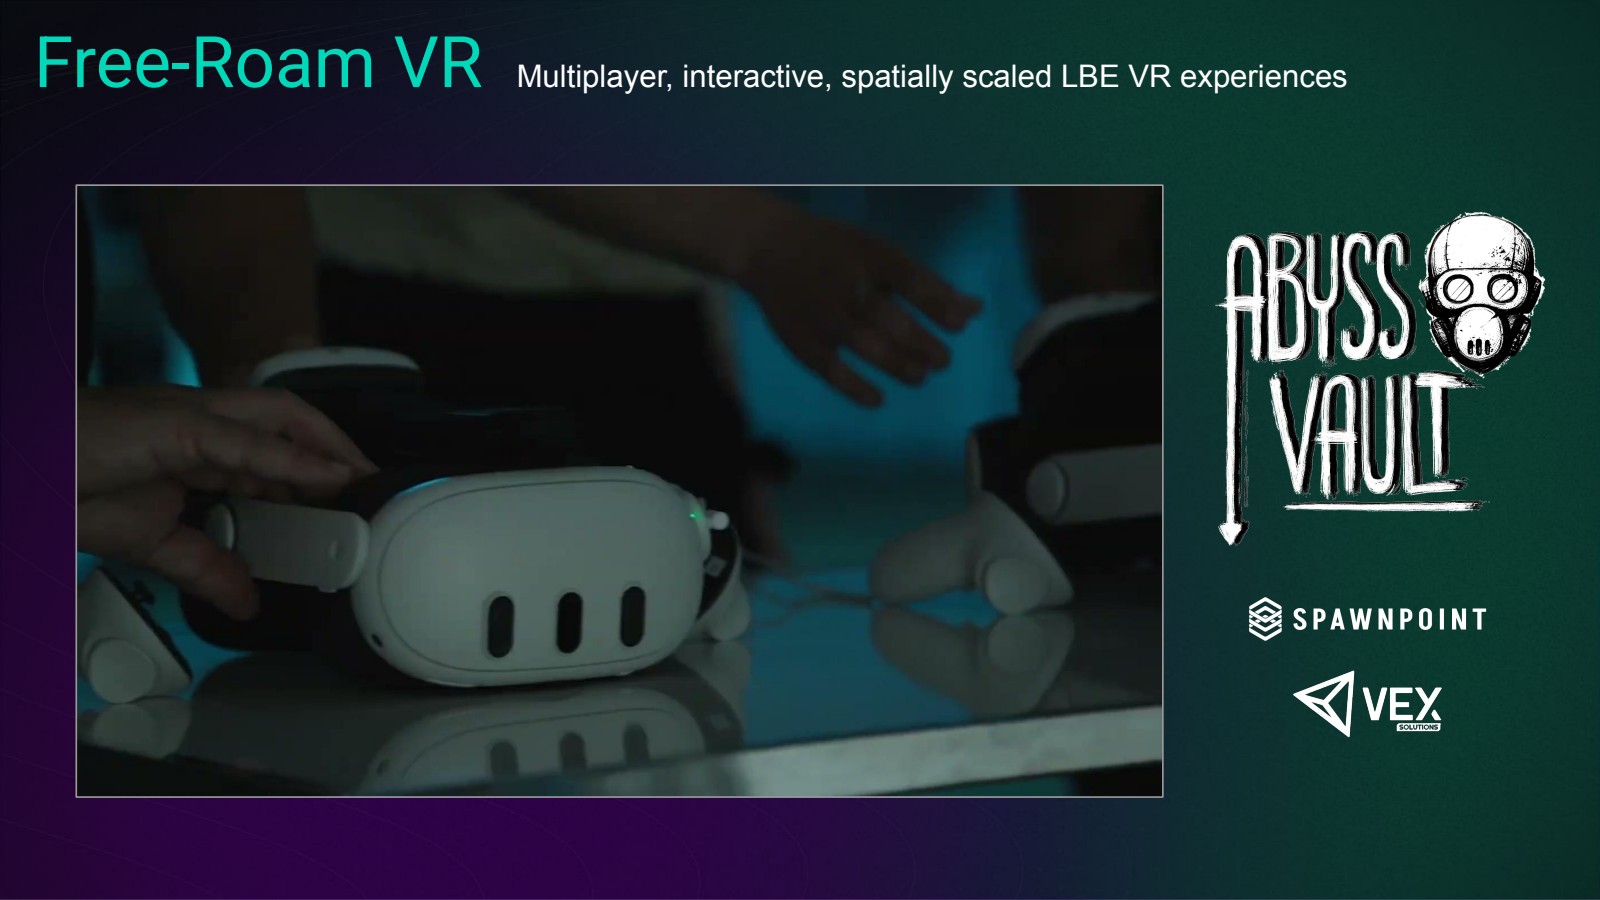 Free-Roam VR Multiplayer, interactive, spatially scaled LBE VR experiences
ABYSS
VAULT
SPAWNPOINT
VEX
SOLUTIONS